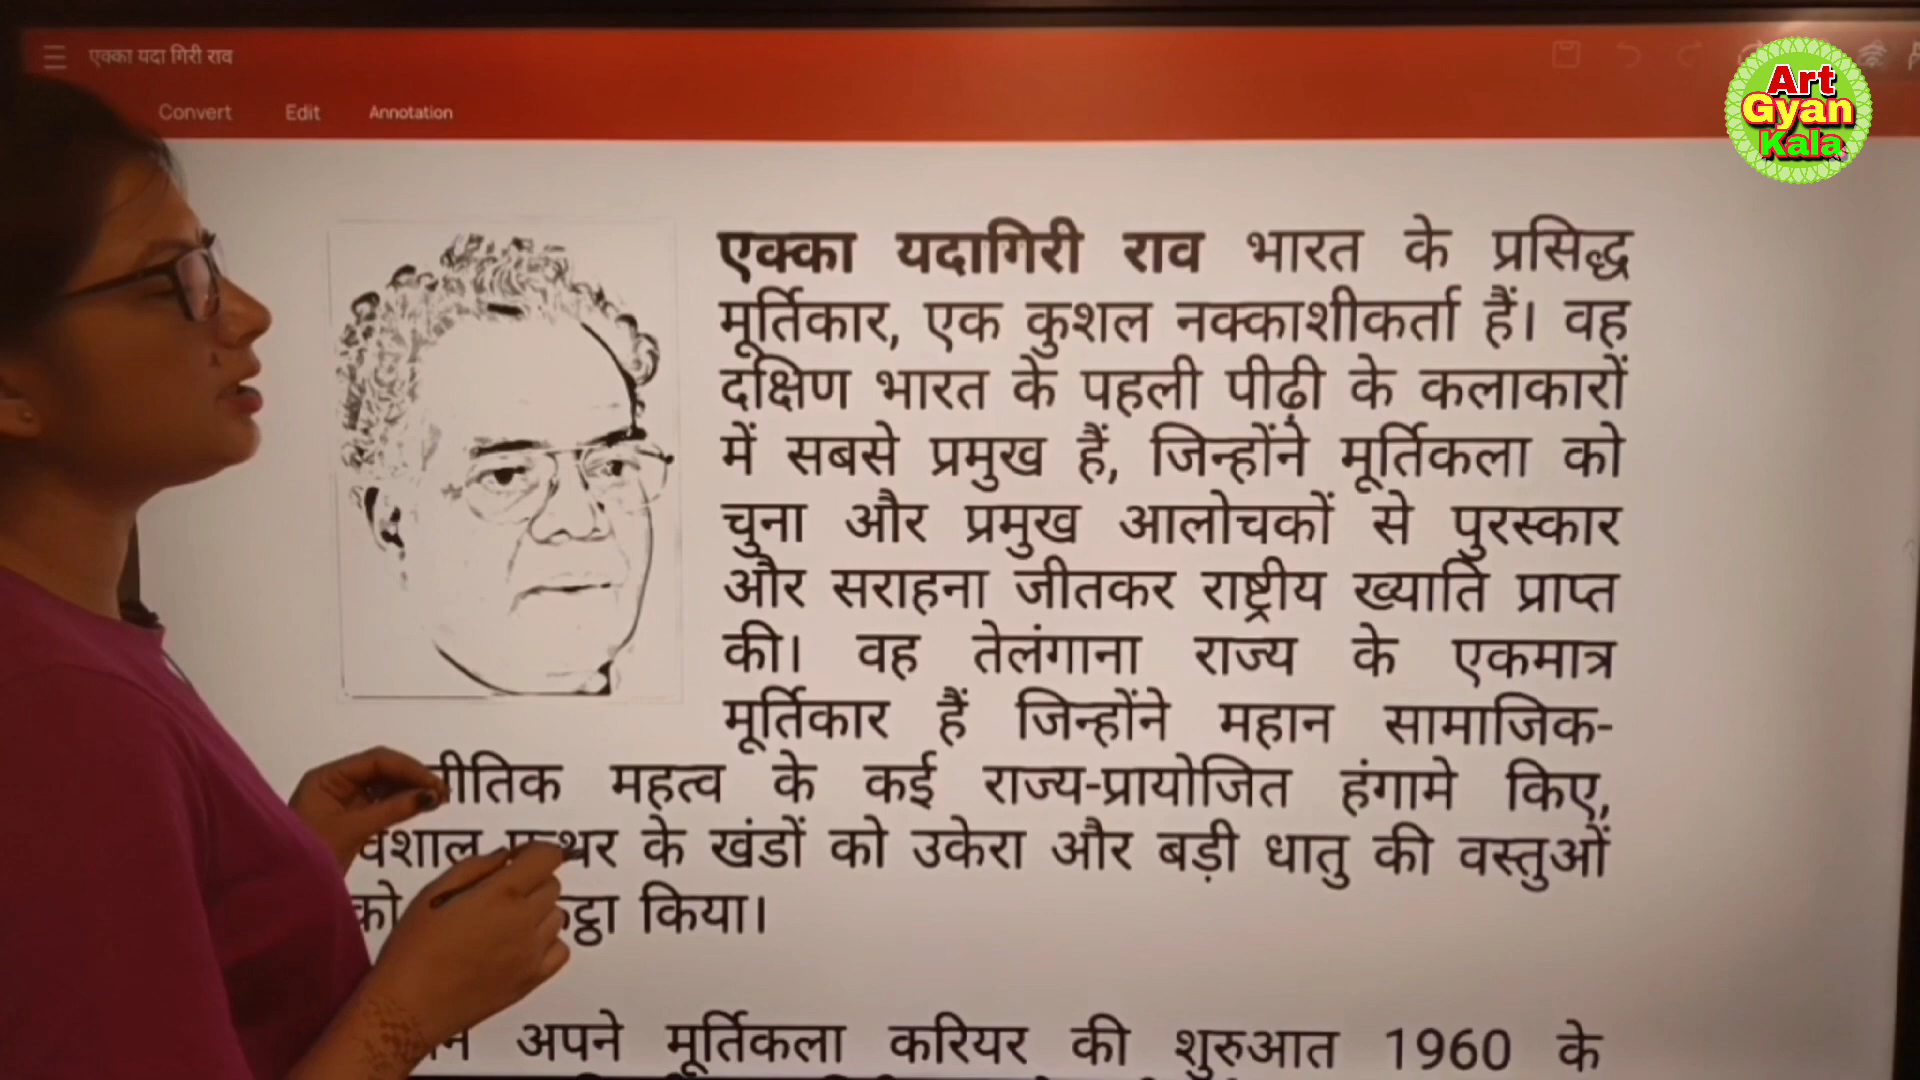 एक्का यदा गिरी राव
Convert Edit Annotation
Art
Gyan
Kala
एक्का यदागिरी राव भारत के प्रसिद्ध
मूर्तिकार, एक कुशल नक्काशीकर्ता हैं। वह
दक्षिण भारत के पहली पीढ़ी के कलाकारों
में सबसे प्रमुख हैं, जिन्होंने मूर्तिकला को
चुना और प्रमुख आलोचकों से पुरस्कार
और सराहना जीतकर राष्ट्रीय ख्याति प्राप्त
की। वह तेलंगाना राज्य के एकमात्र
मूर्तिकार हैं जिन्होंने महान सामाजिक-
महत्व के कई राज्य-प्रायोजित हंगामे किए,
के खंडों को उकेरा और बड़ी धातु की वस्तुओं
को किया।
अपने मूर्तिकला करियर की शुरुआत 1960 के